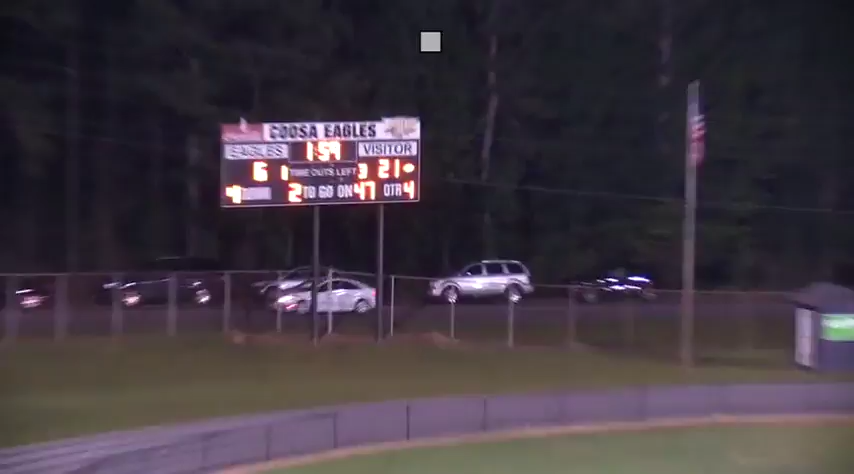 COOSA EAGLES
EAGLES 1:59 VISITOR
6 1 TIME OUTS LEFT 3 21
4 DOWN 2 TO GO ON 47 QTR 4